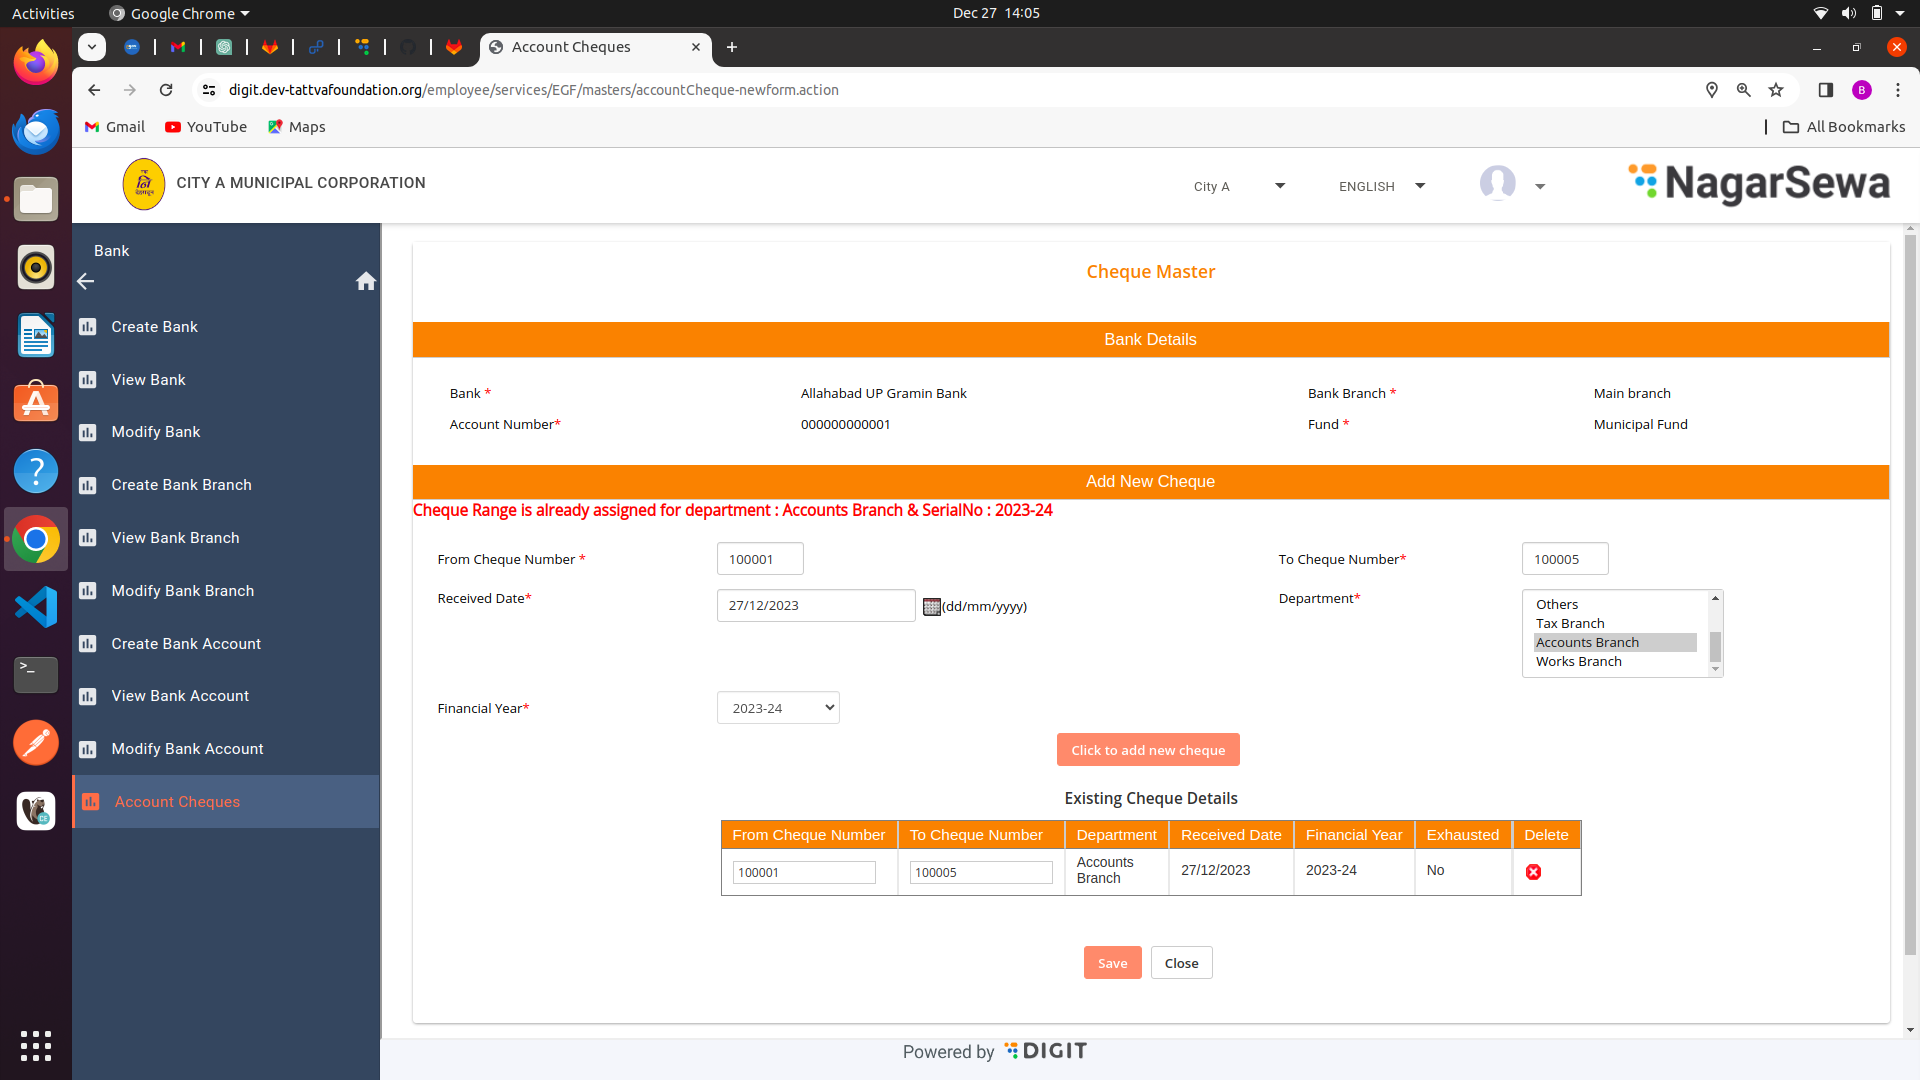 Activities
Google Chrome
Dec 27 14:05
Account Cheques
digit.dev-tattvafoundation.org/employee/services/EGF/masters/accountCheque-newform.action
B
Gmail
YouTube
Maps
All Bookmarks
CITY A MUNICIPAL CORPORATION
City A
ENGLISH
NagarSewa
Bank
Create Bank
View Bank
Modify Bank
Create Bank Branch
View Bank Branch
Modify Bank Branch
Create Bank Account
View Bank Account
Modify Bank Account
Account Cheques
Cheque Master
Bank Details
Bank * Allahabad UP Gramin Bank Bank Branch * Main branch
Account Number* 000000000001 Fund * Municipal Fund
Add New Cheque
Cheque Range is already assigned for department : Accounts Branch & SerialNo : 2023-24
From Cheque Number * 100001 To Cheque Number* 100005
Received Date* 27/12/2023 (dd/mm/yyyy) Department*
Others
Tax Branch
Accounts Branch
Works Branch
Financial Year* 2023-24
Click to add new cheque
Existing Cheque Details
From Cheque Number To Cheque Number Department Received Date Financial Year Exhausted Delete
100001 100005 Accounts Branch 27/12/2023 2023-24 No
Save Close
Powered by DIGIT